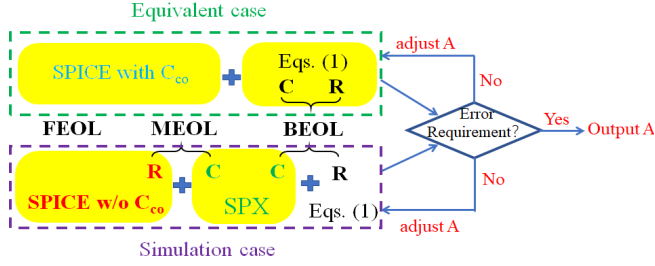 Equivalent case
adjust A
SPICE with Cco
+
Eqs. (1)
C R
No
FEOL MEOL BEOL
Error
Requirement?
Yes
Output A
R + C C + R
SPICE w/o Cco
SPX
Eqs. (1)
No
adjust A
Simulation case